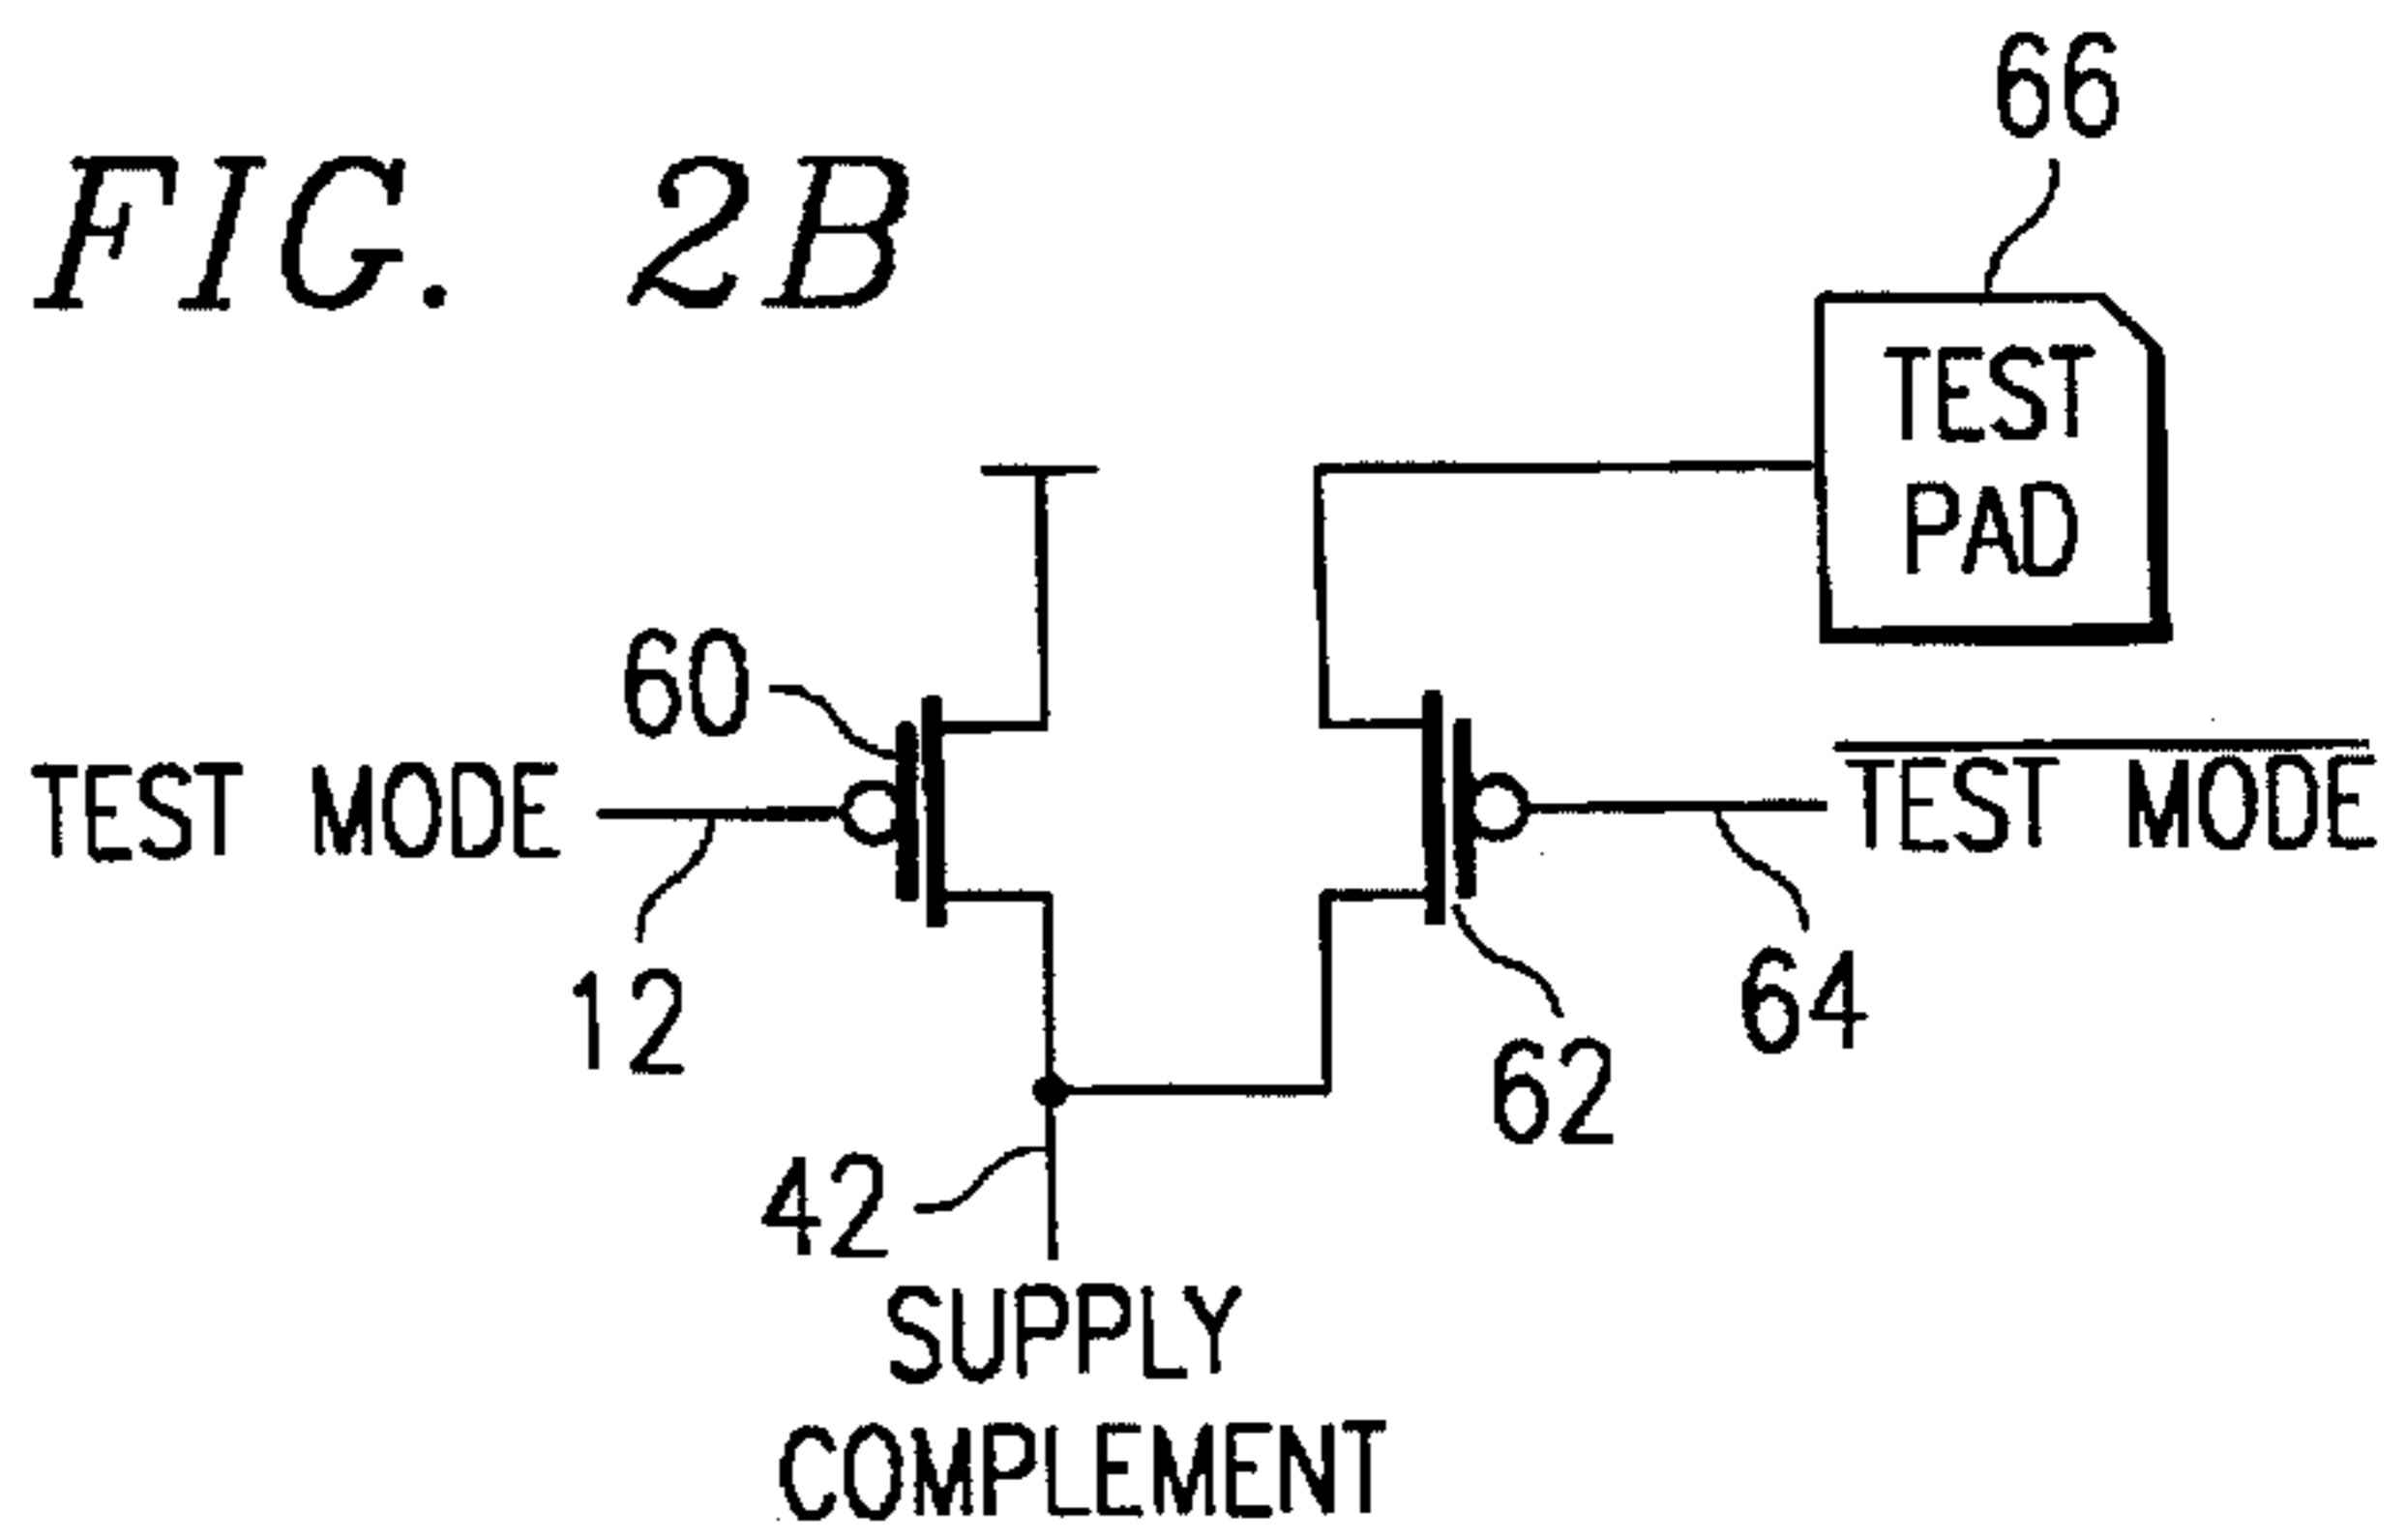 FIG. 2B
66
TEST
PAD
60
TEST MODE
TEST MODE
12
64
62
42
SUPPLY
COMPLEMENT